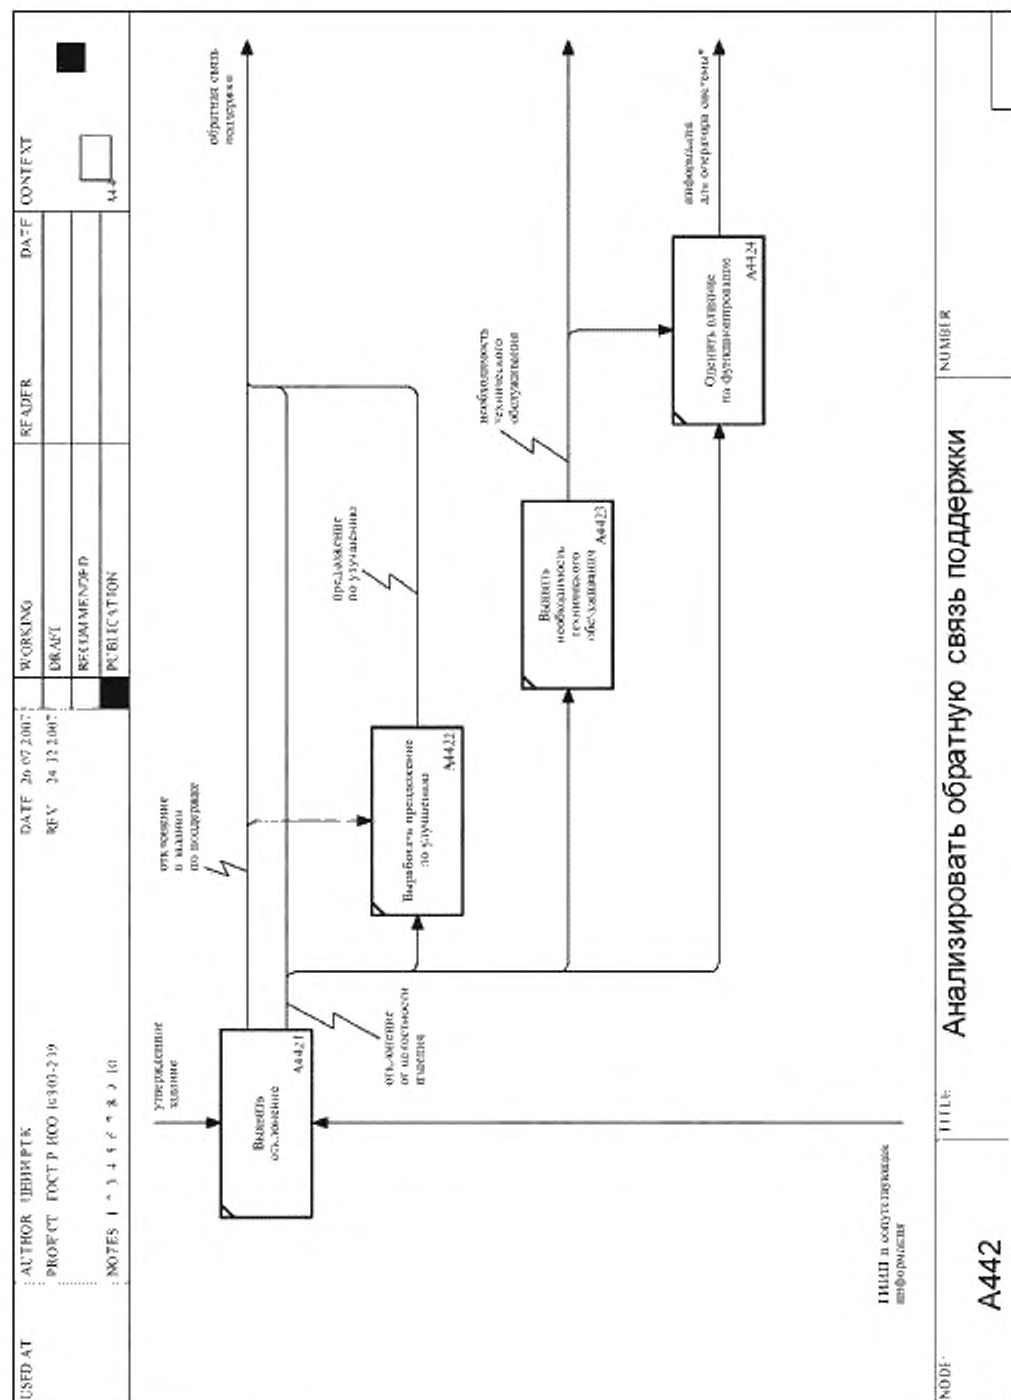 USED AT
AUTHOR
DATE 26 07 2007
WORKING
READER
DATE
CONTEXT
PROJECT ГОСТ Р ИСО 10303-239
REV 24 12 2007
DRAFT
RECOMMENDED
NOTES 1 2 3 4 5 6 7 8 9 10
PUBLICATION
утвержденное
задание
отклонение
в задании
по поддержке
обратная связь
поддержки
Выявить
отклонение
A4421
отклонение
от целостности
изделия
предложение
по улучшению
Выработать предложение
по улучшению
A4422
необходимость
технического
обслуживания
Выявить
необходимость
технического
обслуживания
A4423
информация
для оператора системы*
Оценить влияние
на функционирование
A4424
и сопутствующая
информация
NODE:
TITLE:
NUMBER
A442
Анализировать обратную связь поддержки